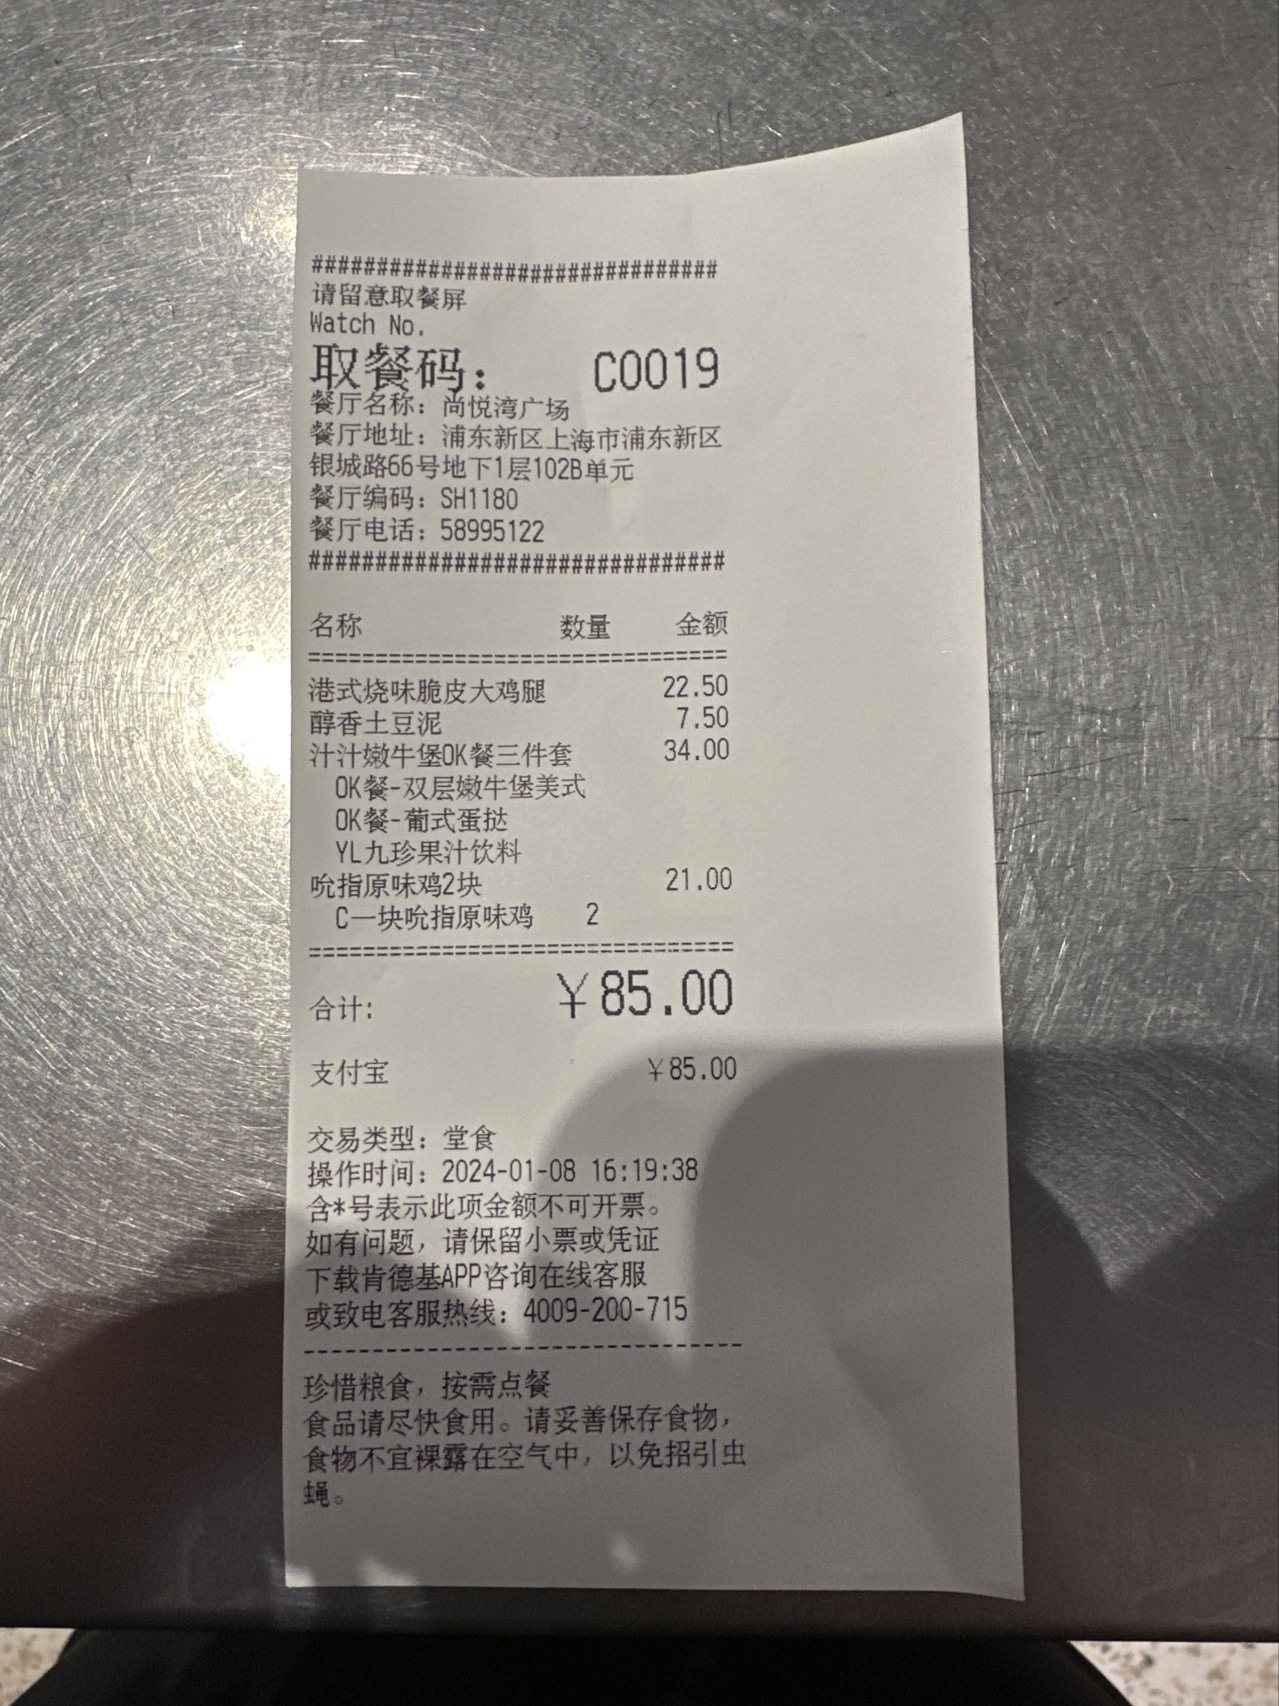 ################################
请留意取餐屏
Watch No.
取餐码： C0019
餐厅名称：尚悦湾广场
餐厅地址：浦东新区上海市浦东新区
银城路66号地下1层102B单元
餐厅编码：SH1180
餐厅电话：58995122
################################
名称 数量 金额
================================
港式烧味脆皮大鸡腿 22.50
醇香土豆泥 7.50
汁汁嫩牛堡OK餐三件套 34.00
OK餐-双层嫩牛堡美式
OK餐-葡式蛋挞
YL九珍果汁饮料
吮指原味鸡2块 21.00
C一块吮指原味鸡 2
================================
合计: ￥85.00
支付宝 ￥85.00
交易类型：堂食
操作时间：2024-01-08 16:19:38
含*号表示此项金额不可开票。
如有问题，请保留小票或凭证
下载肯德基APP咨询在线客服
或致电客服热线：4009-200-715
--------------------------------
珍惜粮食，按需点餐
食品请尽快食用。请妥善保存食物，
食物不宜裸露在空气中，以免招引虫
蝇。